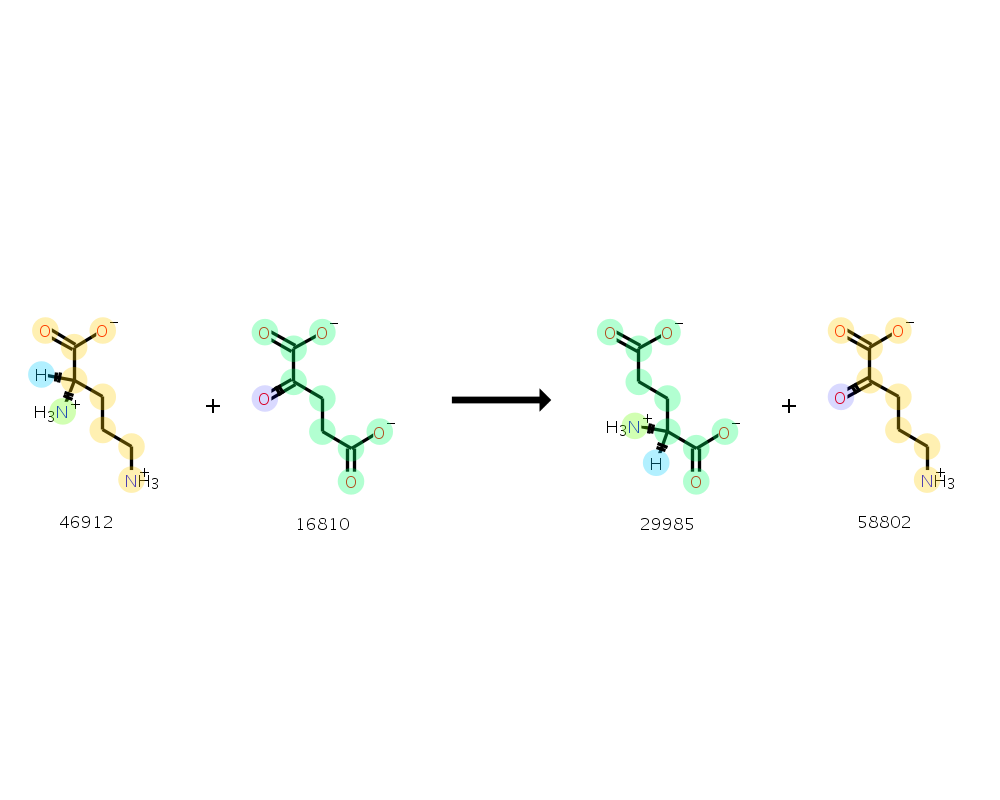 O O⁻ O O⁻ O O⁻ O O⁻
H H₃N⁺ O H₃N⁺ O
+ → +
O⁻ H O⁻
NH₃⁺ O O NH₃⁺
46912 16810 29985 58802